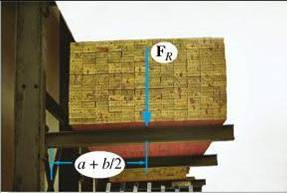 F_R
a + b/2